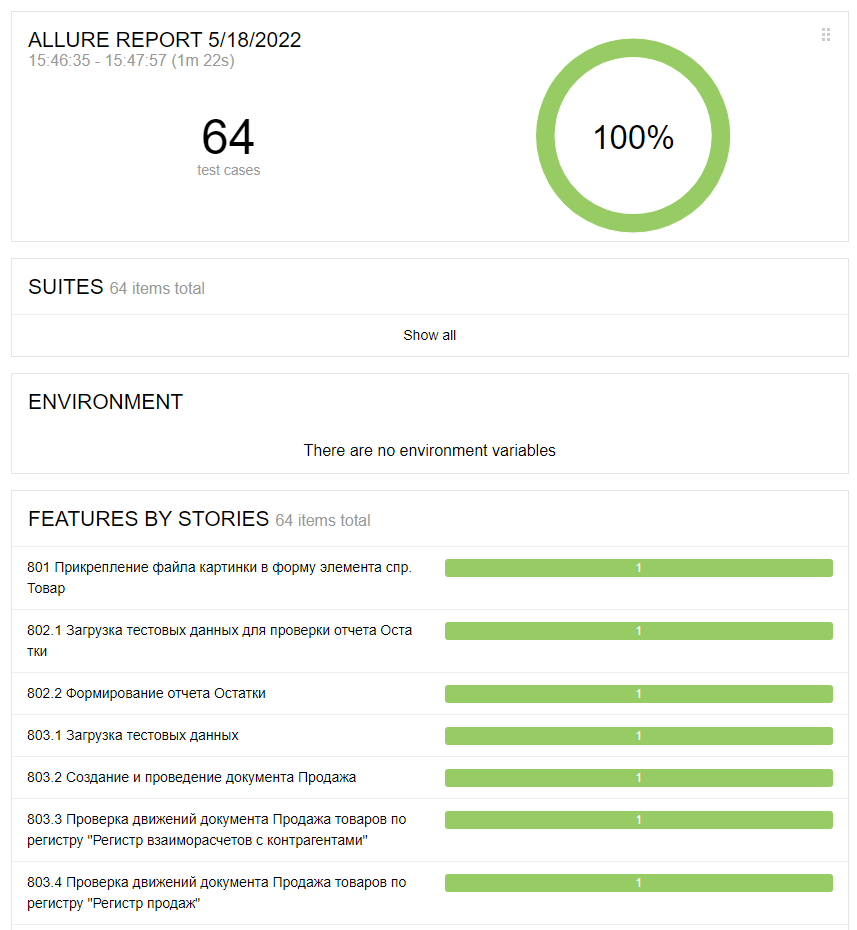 ALLURE REPORT 5/18/2022
15:46:35 - 15:47:57 (1m 22s)
64
test cases
100%
SUITES 64 items total
Show all
ENVIRONMENT
There are no environment variables
FEATURES BY STORIES 64 items total
801 Прикрепление файла картинки в форму элемента спр.
Товар
1
802.1 Загрузка тестовых данных для проверки отчета Оста
тки
1
802.2 Формирование отчета Остатки
1
803.1 Загрузка тестовых данных
1
803.2 Создание и проведение документа Продажа
1
803.3 Проверка движений документа Продажа товаров по
регистру "Регистр взаиморасчетов с контрагентами"
1
803.4 Проверка движений документа Продажа товаров по
регистру "Регистр продаж"
1